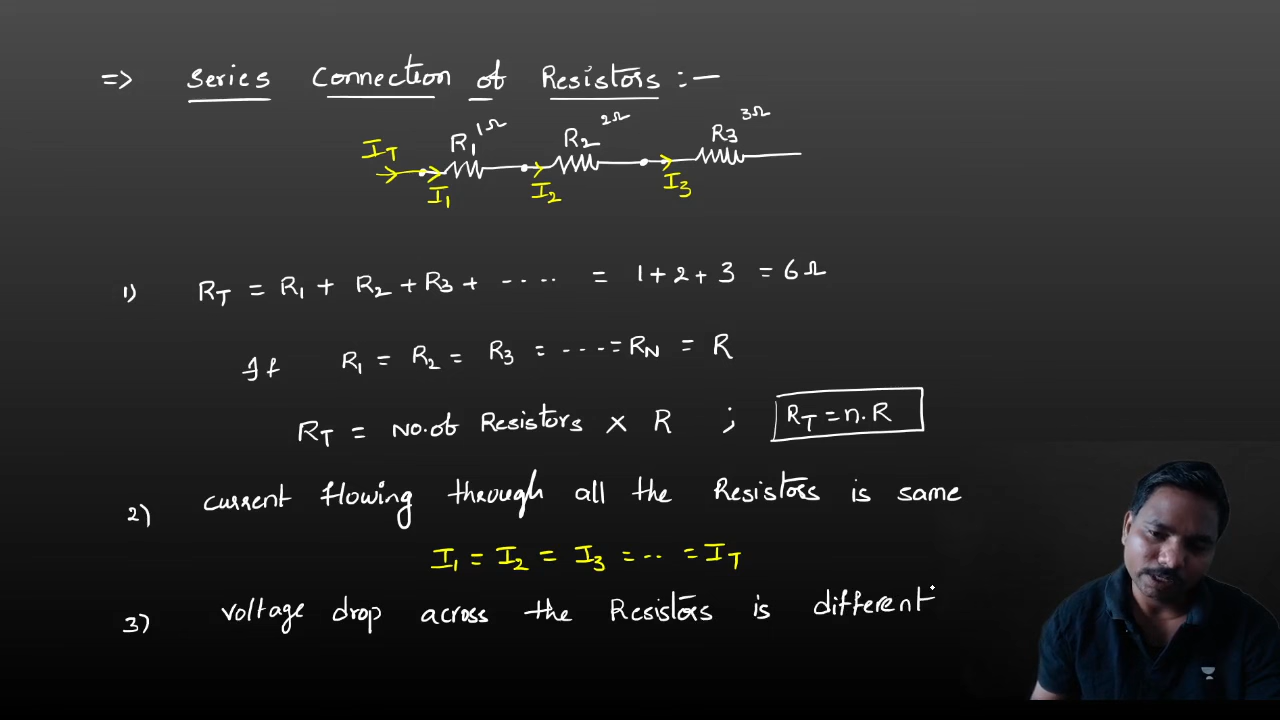 => Series Connection of Resistors :-
R1 1Ω R2 2Ω R3 3Ω
IT I1 I2 I3
1) RT = R1 + R2 + R3 + ..... = 1 + 2 + 3 = 6Ω
If R1 = R2 = R3 = ..... = RN = R
RT = No. of Resistors × R ; RT = n.R
2) current flowing through all the Resistors is same
I1 = I2 = I3 = .. = IT
3) voltage drop across the Resistors is different